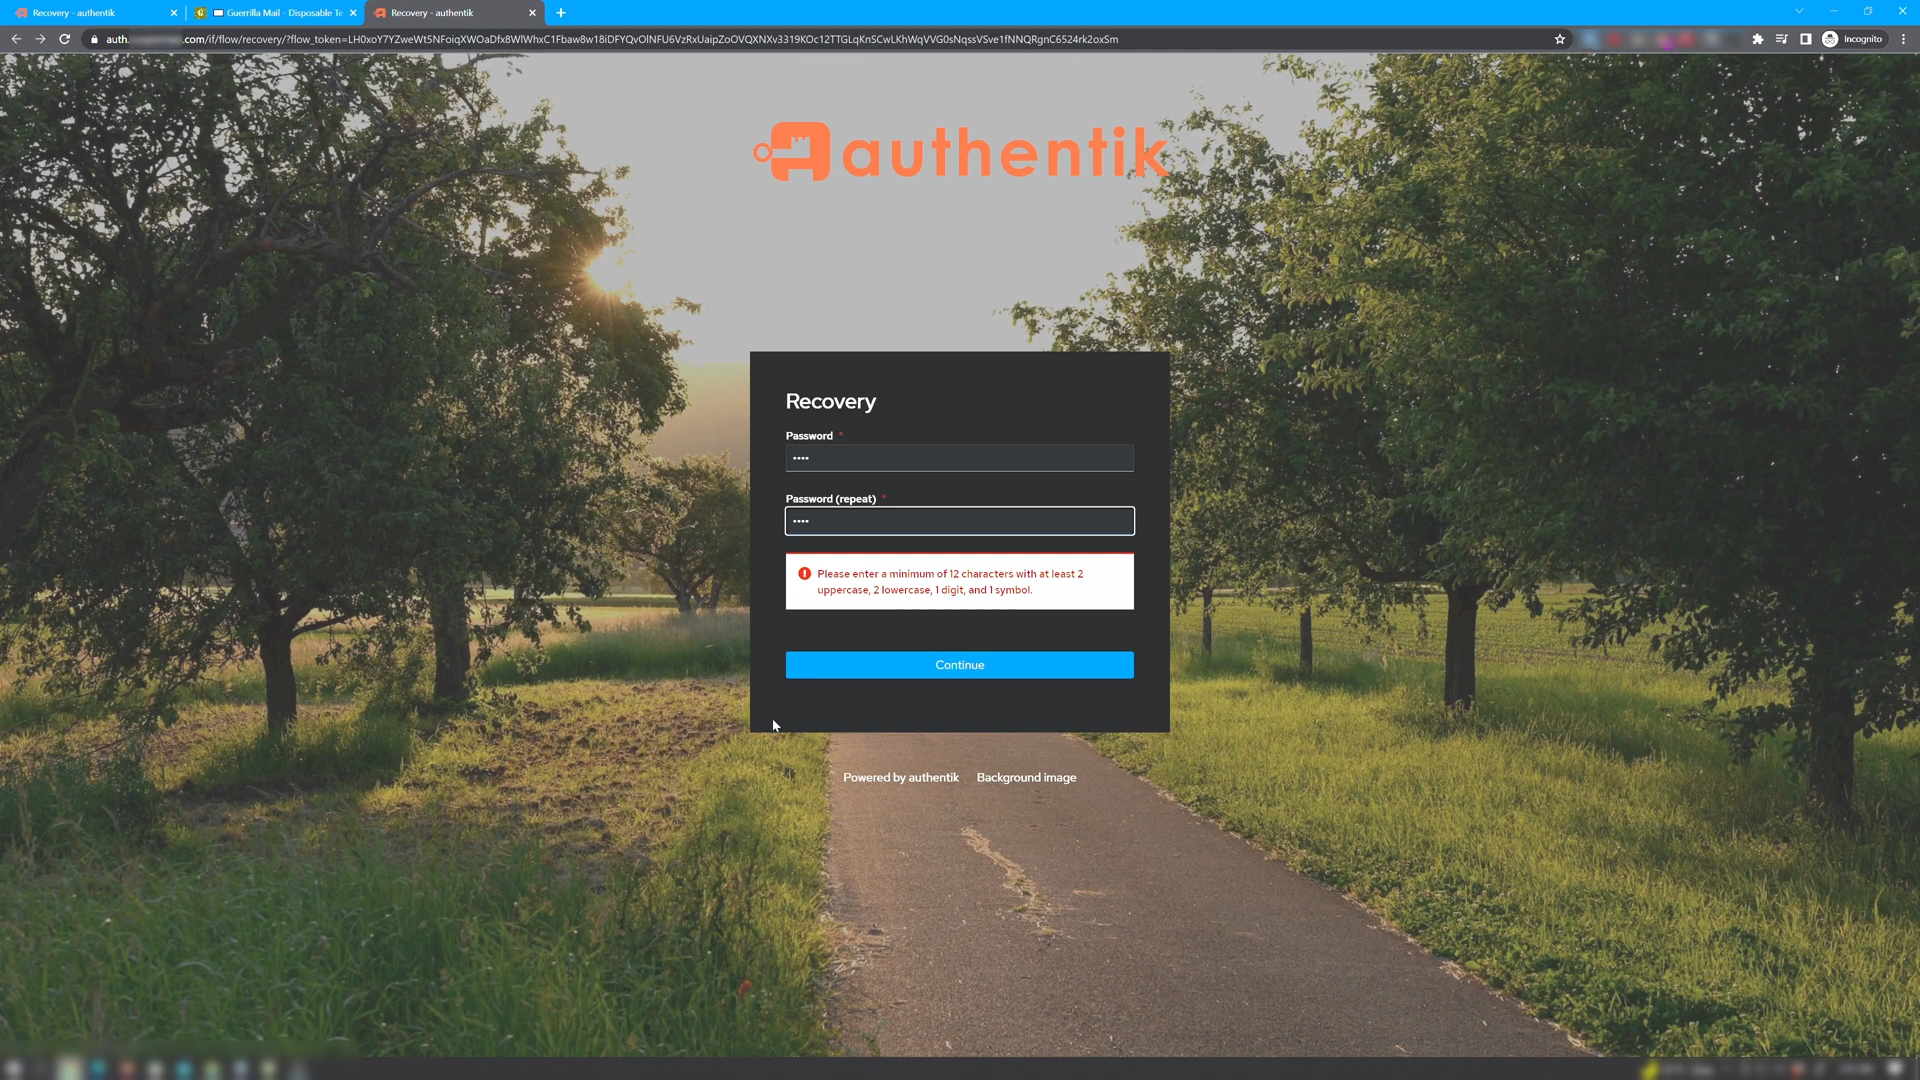 Recovery - authentik
Guerrilla Mail - Disposable Te
Recovery - authentik
auth. .com/if/flow/recovery/?flow_token=LH0xoY7YZweWt5NFoiqXWOaDfx8WlWhxC1Fbaw8w18iDFYQvOlNFU6VzRxUaipZoOVQXNXv3319KOc12TTGLqKnSCwLKhWqVVG0sNqssVSve1fNNQRgnC6524rk2oxSm
Incognito
authentik
Recovery
Password *
••••
Password (repeat) *
••••
Please enter a minimum of 12 characters with at least 2
uppercase, 2 lowercase, 1 digit, and 1 symbol.
Continue
Powered by authentik Background image